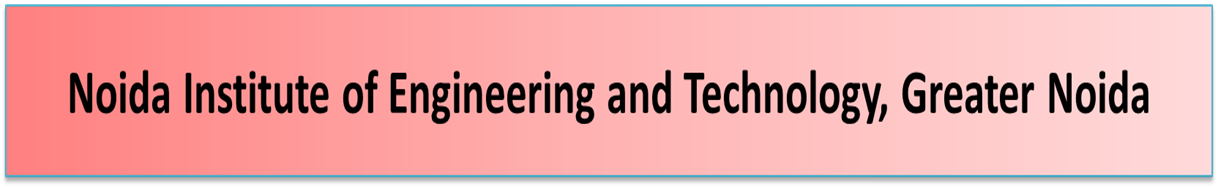 Noida Institute of Engineering and Technology, Greater Noida